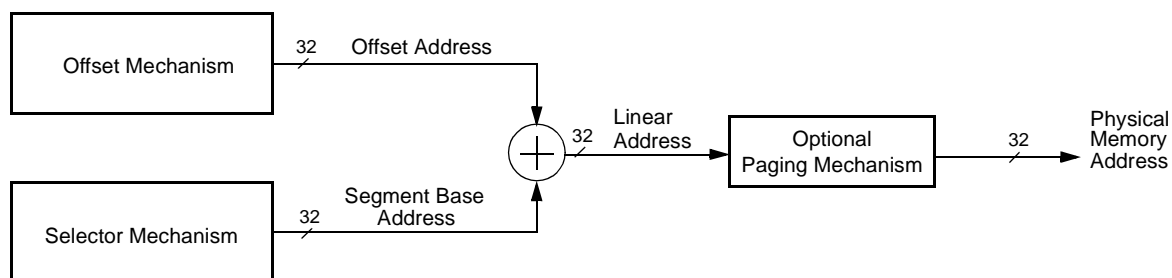 Offset Mechanism
32
Offset Address
Selector Mechanism
32
Segment Base
Address
32
Linear
Address
Optional
Paging Mechanism
32
Physical
Memory
Address